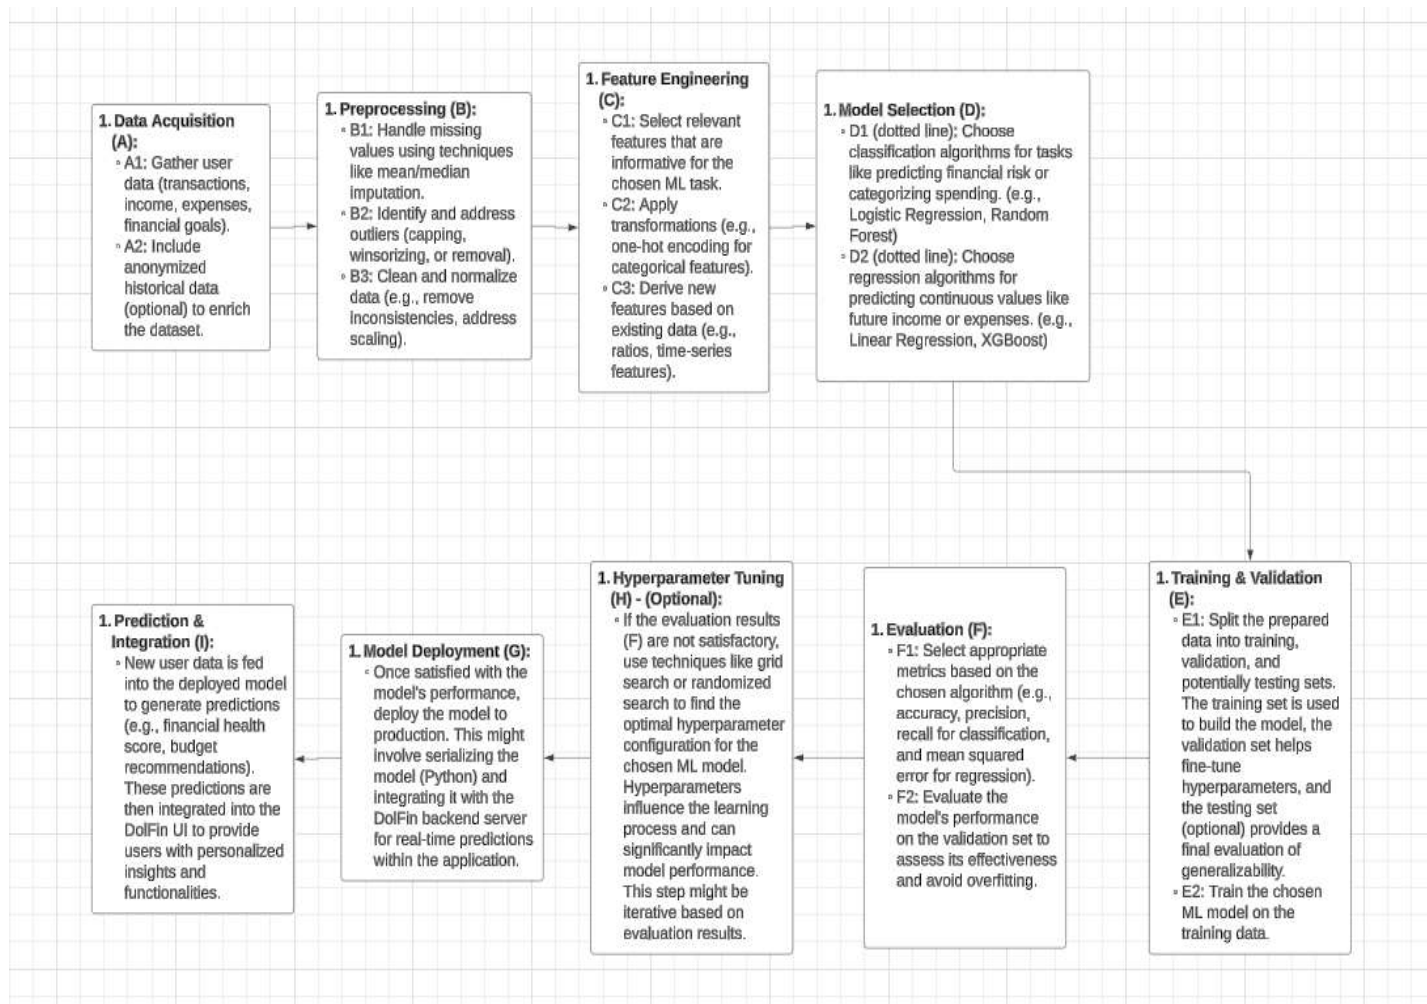 1. Data Acquisition
(A):
◦ A1: Gather user
data (transactions,
income, expenses,
financial goals).
◦ A2: Include
anonymized
historical data
(optional) to enrich
the dataset.
1. Preprocessing (B):
◦ B1: Handle missing
values using techniques
like mean/median
imputation.
◦ B2: Identify and address
outliers (capping,
winsorizing, or removal).
◦ B3: Clean and normalize
data (e.g., remove
inconsistencies, address
scaling).
1. Feature Engineering
(C):
◦ C1: Select relevant
features that are
informative for the
chosen ML task.
◦ C2: Apply
transformations (e.g.,
one-hot encoding for
categorical features).
◦ C3: Derive new
features based on
existing data (e.g.,
ratios, time-series
features).
1. Model Selection (D):
◦ D1 (dotted line): Choose
classification algorithms for tasks
like predicting financial risk or
categorizing spending. (e.g.,
Logistic Regression, Random
Forest)
◦ D2 (dotted line): Choose
regression algorithms for
predicting continuous values like
future income or expenses. (e.g.,
Linear Regression, XGBoost)
1. Training & Validation
(E):
◦ E1: Split the prepared
data into training,
validation, and
potentially testing sets.
The training set is used
to build the model, the
validation set helps
fine-tune
hyperparameters, and
the testing set
(optional) provides a
final evaluation of
generalizability.
◦ E2: Train the chosen
ML model on the
training data.
1. Evaluation (F):
◦ F1: Select appropriate
metrics based on the
chosen algorithm (e.g.,
accuracy, precision,
recall for classification,
and mean squared
error for regression).
◦ F2: Evaluate the
model's performance
on the validation set to
assess its effectiveness
and avoid overfitting.
1. Hyperparameter Tuning
(H) - (Optional):
◦ If the evaluation results
(F) are not satisfactory,
use techniques like grid
search or randomized
search to find the
optimal hyperparameter
configuration for the
chosen ML model.
Hyperparameters
influence the learning
process and can
significantly impact
model performance.
This step might be
iterative based on
evaluation results.
1. Model Deployment (G):
◦ Once satisfied with the
model's performance,
deploy the model to
production. This might
involve serializing the
model (Python) and
integrating it with the
DolFin backend server
for real-time predictions
within the application.
1. Prediction &
Integration (I):
◦ New user data is fed
into the deployed model
to generate predictions
(e.g., financial health
score, budget
recommendations).
These predictions are
then integrated into the
DolFin UI to provide
users with personalized
insights and
functionalities.